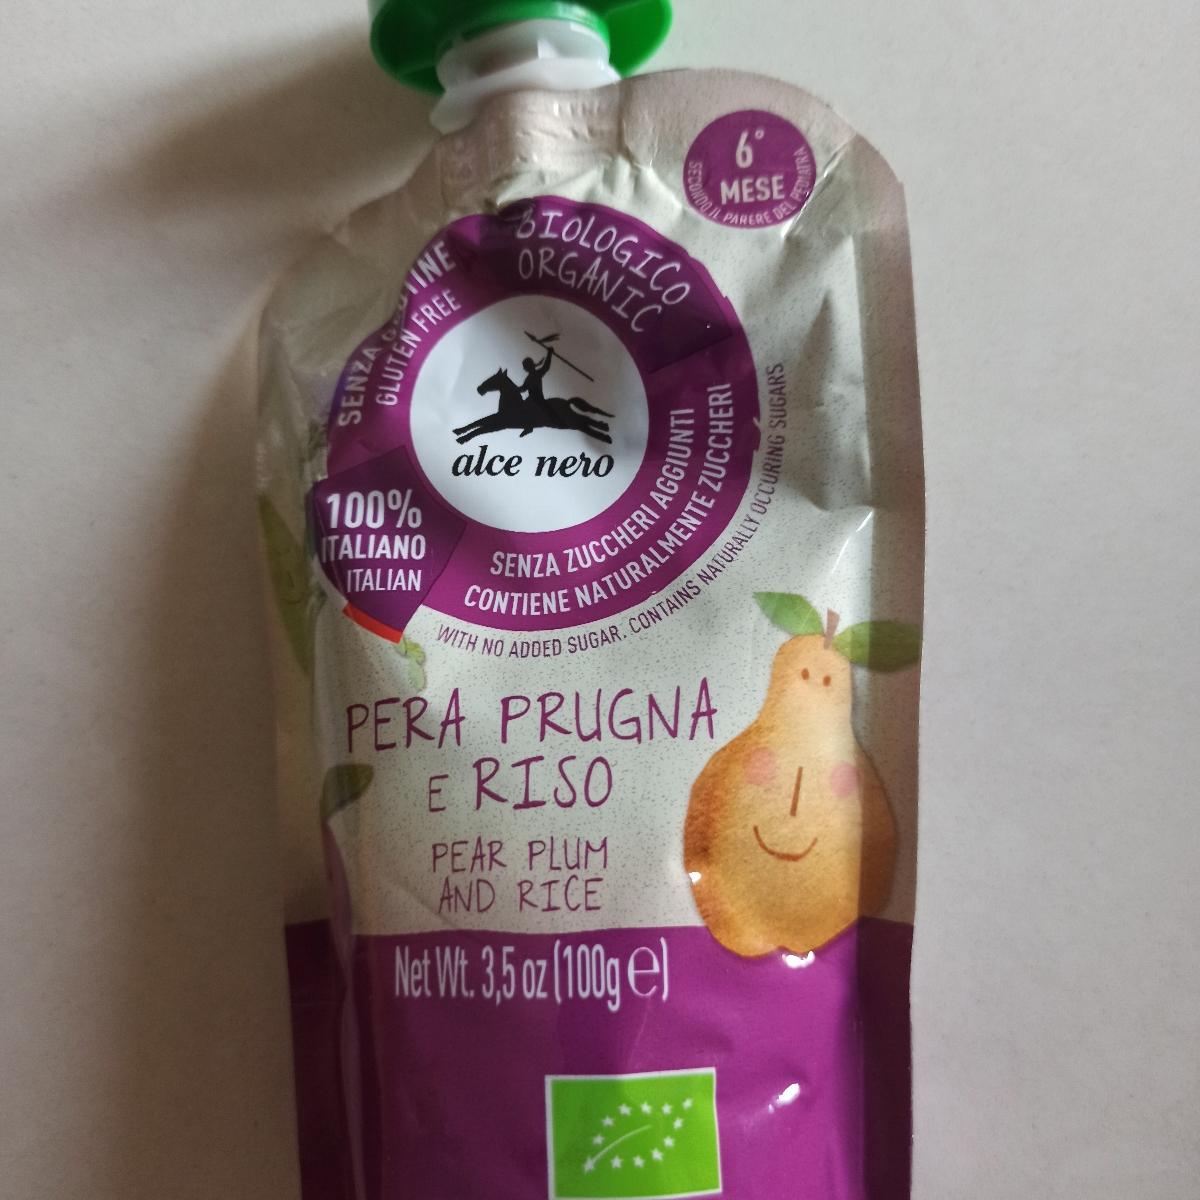 6° MESE
SECONDO IL PARERE DEL PEDIATRA
BIOLOGICO
ORGANIC
SENZA GLUTINE
GLUTEN FREE
alce nero
100%
ITALIANO
ITALIAN
SENZA ZUCCHERI AGGIUNTI
CONTIENE NATURALMENTE ZUCCHERI
WITH NO ADDED SUGAR. CONTAINS NATURALLY OCCURING SUGARS
PERA PRUGNA
E RISO
PEAR PLUM
AND RICE
Net Wt. 3,5 oz (100g ℮)